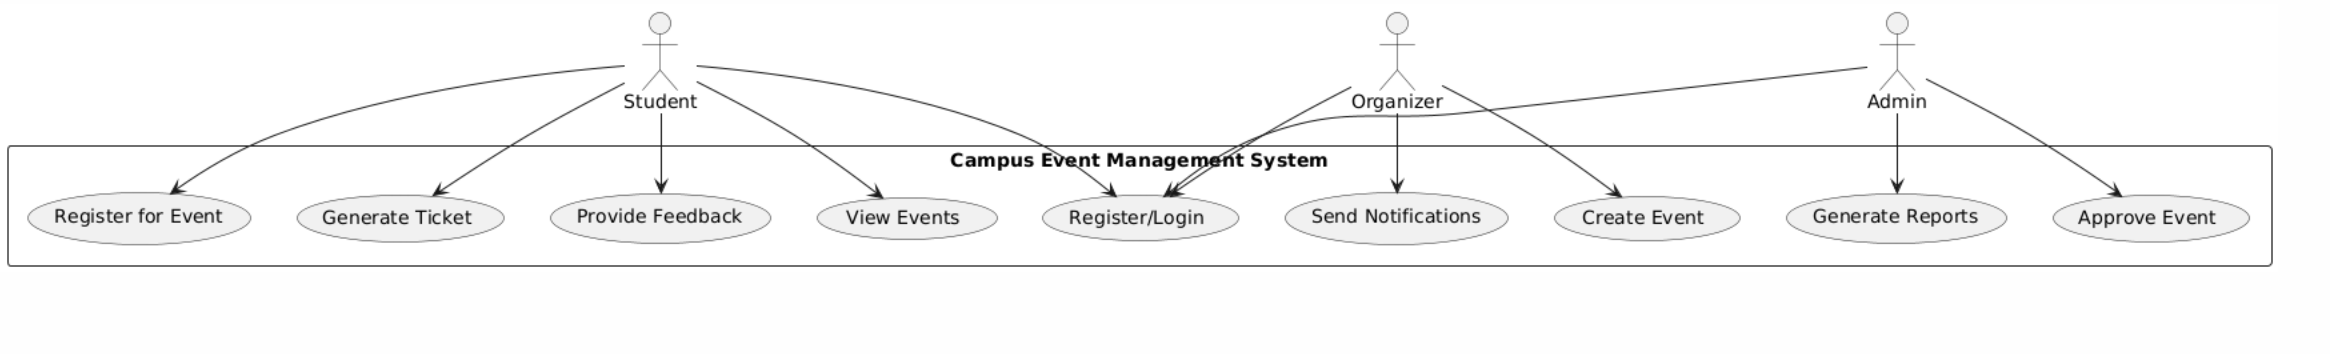 Student
Organizer
Admin
Campus Event Management System
Register for Event
Generate Ticket
Provide Feedback
View Events
Register/Login
Send Notifications
Create Event
Generate Reports
Approve Event